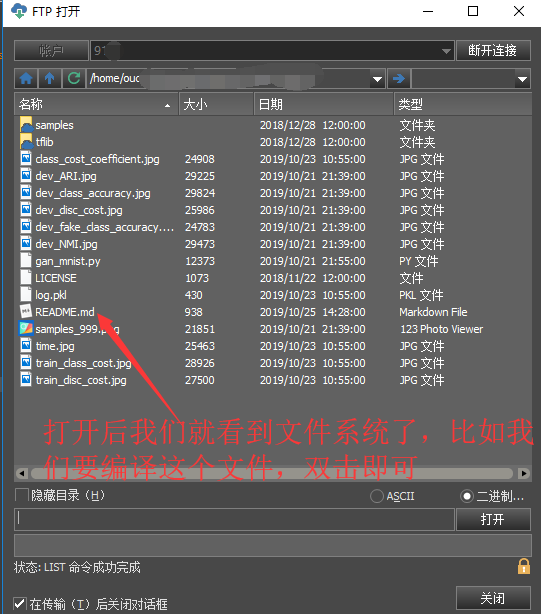 FTP 打开
帐户 91 断开连接
/home/ouc
名称 大小 日期 类型
samples 2018/12/28 12:00:00 文件夹
tflib 2018/12/28 12:00:00 文件夹
class_cost_coefficient.jpg 24908 2019/10/23 10:55:00 JPG 文件
dev_ARI.jpg 29225 2019/10/21 21:39:00 JPG 文件
dev_class_accuracy.jpg 29824 2019/10/21 21:39:00 JPG 文件
dev_disc_cost.jpg 25986 2019/10/21 21:39:00 JPG 文件
dev_fake_class_accuracy.... 24783 2019/10/21 21:39:00 JPG 文件
dev_NMI.jpg 29473 2019/10/21 21:39:00 JPG 文件
gan_mnist.py 12373 2019/10/21 21:55:00 PY 文件
LICENSE 1073 2018/11/22 12:00:00 文件
log.pkl 430 2019/10/23 10:55:00 PKL 文件
README.md 938 2019/10/25 14:28:00 Markdown File
samples_999.png 21851 2019/10/21 21:39:00 123 Photo Viewer
time.jpg 25463 2019/10/23 10:55:00 JPG 文件
train_class_cost.jpg 28926 2019/10/23 10:55:00 JPG 文件
train_disc_cost.jpg 27500 2019/10/23 10:55:00 JPG 文件
打开后我们就看到文件系统了，比如我
们要编译这个文件，双击即可
隐藏目录（H） ASCII 二进制...
打开
状态: LIST 命令成功完成
在传输（T）后关闭对话框 关闭